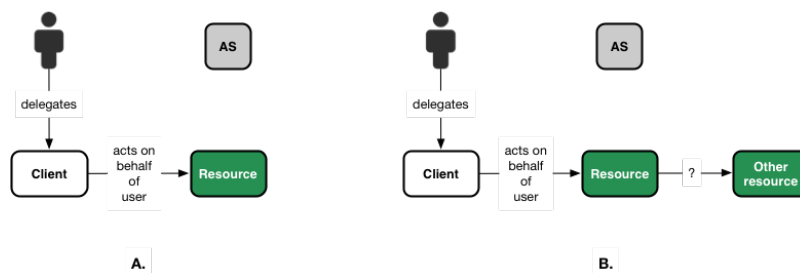 AS
delegates
Client
acts on
behalf
of
user
Resource
A.
AS
delegates
Client
acts on
behalf
of
user
Resource
?
Other
resource
B.